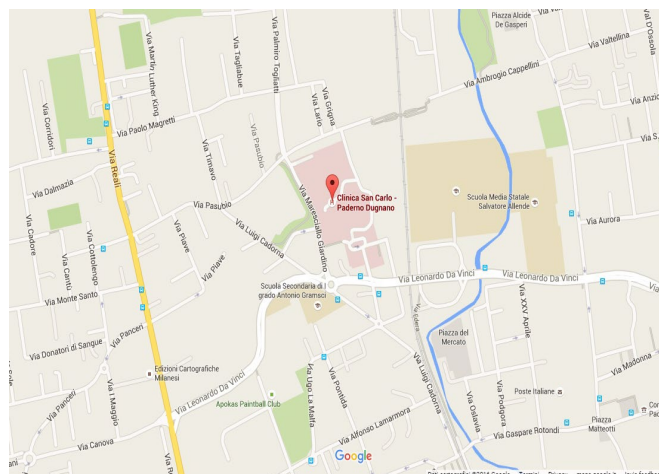 Piazza Alcide
De Gasperi
Via Valtellina
Val D'Ossola
Via Martin Luther King
Via Tagliabue
Via Palmiro Togliatti
Via Ambrogio Cappellini
Via Grigna
Via Lario
Via Corridori
Via Paolo Magretti
Via Pasubio
Via Timavo
Via Reali
Via Dalmazia
Via Pasubio
Clinica San Carlo -
Paderno Dugnano
Scuola Media Statale
Salvatore Allende
Via Maresciallo Giardino
Via Luigi Cadorna
Via Aurora
Via Cadore
Via Cottolengo
Via Cantù
Via Piave
Via Piave
Via Leonardo Da Vinci
Via Leonardo Da Vinci
Scuola Secondaria di I
grado Antonio Gramsci
Via Monte Santo
Via Panceri
Via Donatori di Sangue
Via XXV Aprile
Piazza del
Mercato
Edizioni Cartografiche
Milanesi
Via Leonardo Da Vinci
Apokas Paintball Club
Via Ugo La Malfa
Via Pontida
Via Luigi Cadorna
Via Madonna
Poste Italiane
Via Panceri
Via I Maggio
Via Oslavia
Via Podgora
Piazza
Matteotti
Via Alfonso Lamarmora
Via Gaspare Rotondi
Via Canova
Google